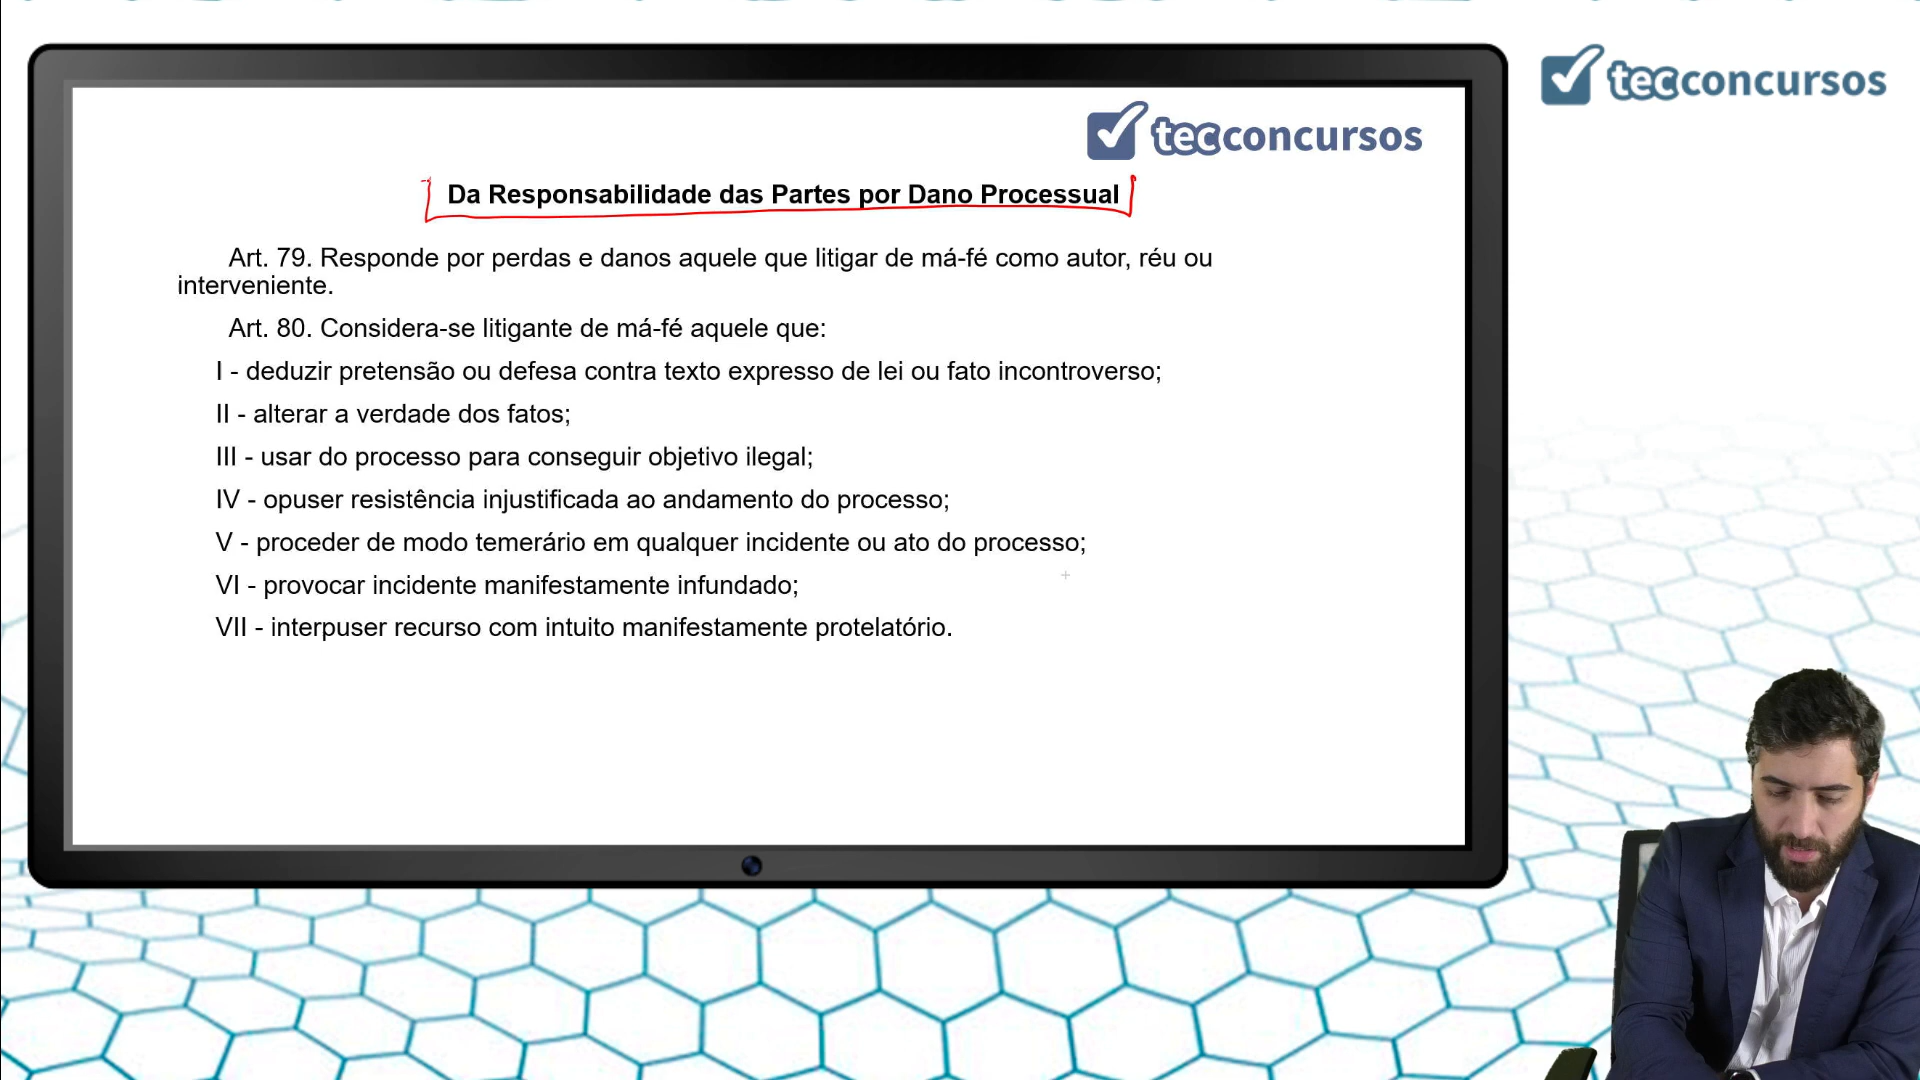 tecconcursos
tecconcursos
Da Responsabilidade das Partes por Dano Processual
Art. 79. Responde por perdas e danos aquele que litigar de má-fé como autor, réu ou
interveniente.
Art. 80. Considera-se litigante de má-fé aquele que:
I - deduzir pretensão ou defesa contra texto expresso de lei ou fato incontroverso;
II - alterar a verdade dos fatos;
III - usar do processo para conseguir objetivo ilegal;
IV - opuser resistência injustificada ao andamento do processo;
V - proceder de modo temerário em qualquer incidente ou ato do processo;
VI - provocar incidente manifestamente infundado;
VII - interpuser recurso com intuito manifestamente protelatório.